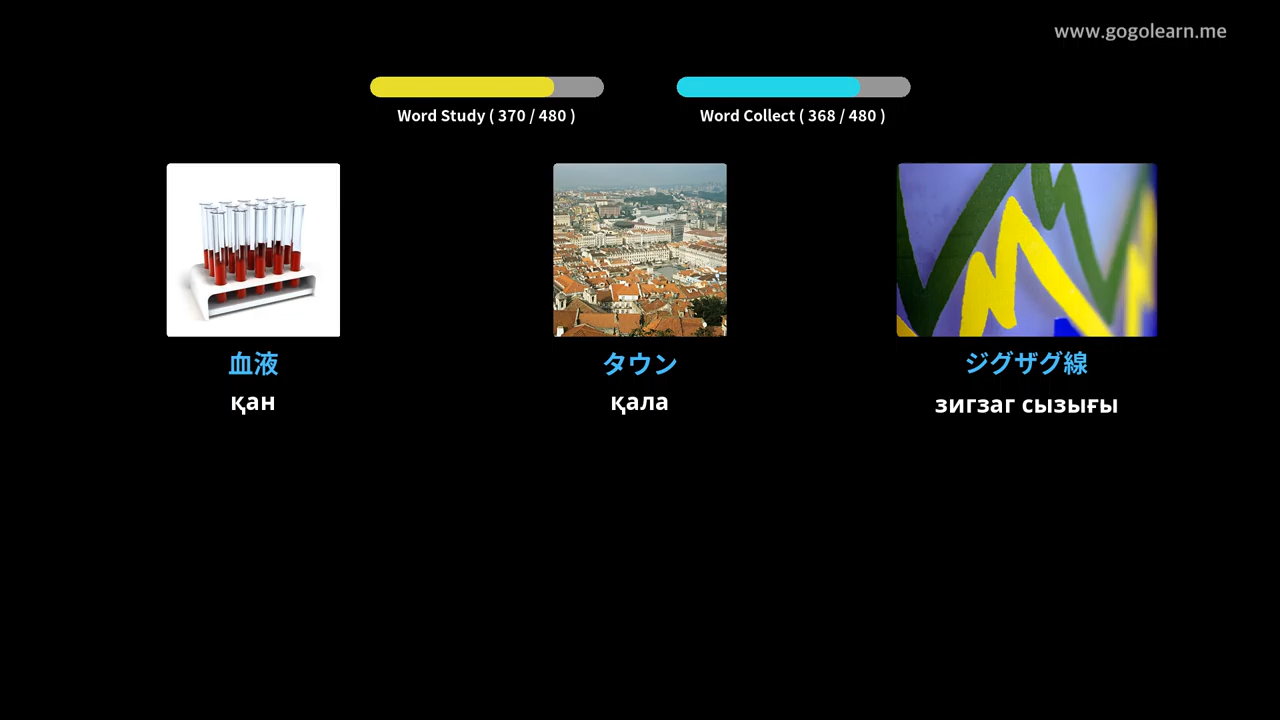 www.gogolearn.me
Word Study ( 370 / 480 )
Word Collect ( 368 / 480 )
血液
タウン
ジグザグ線
қан
қала
зигзаг сызығы